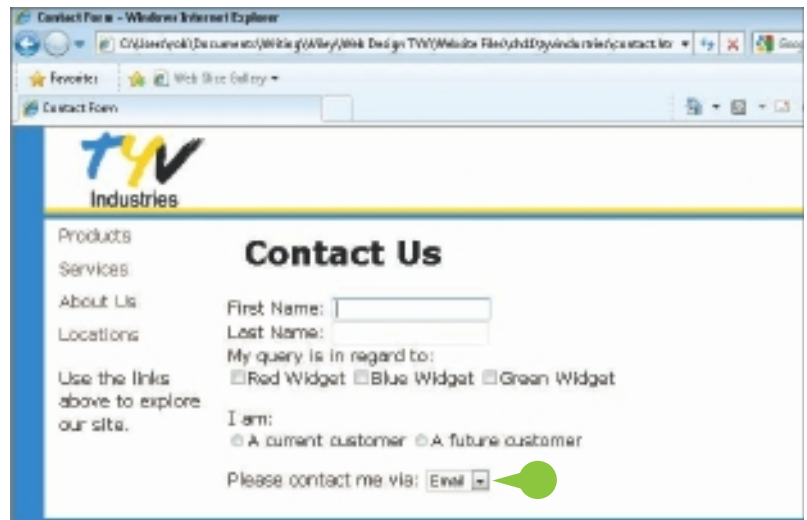 Contact Form - Windows Internet Explorer
Favorites Web Slice Gallery
Contact Form
TYV
Industries
Products
Services
About Us
Locations
Use the links
above to explore
our site.
Contact Us
First Name:
Last Name:
My query is in regard to:
Red Widget Blue Widget Green Widget
I am:
A current customer A future customer
Please contact me via: Email